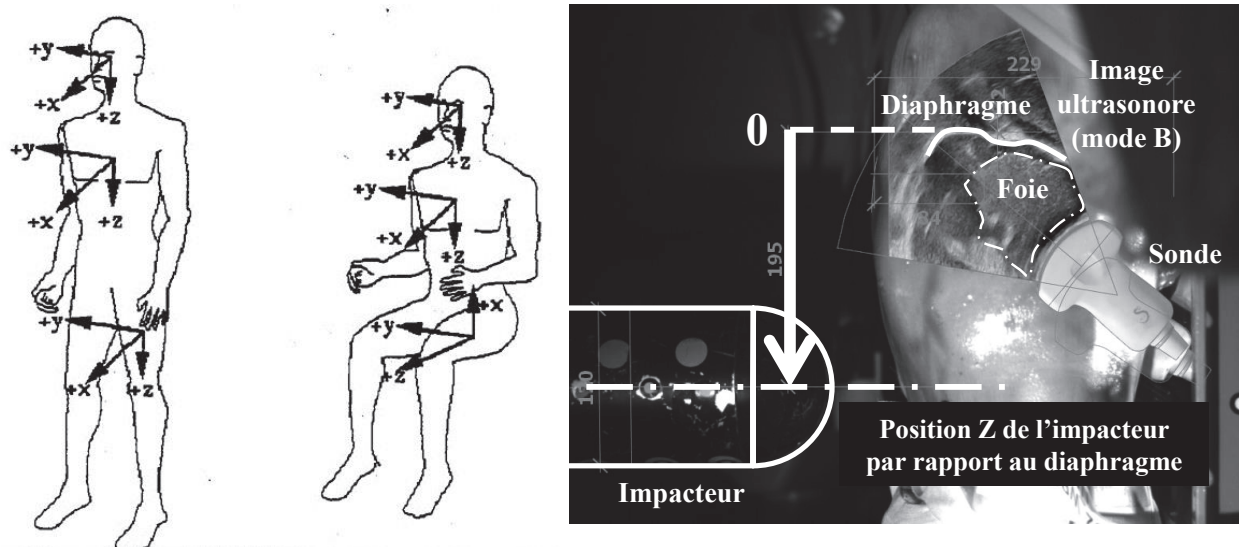 +y
+x
+z
+y
+x
+z
+y
+x
+z
+y
+x
+z
+y
+x
+z
+x
+y
+z
229
Image
ultrasonore
(mode B)
Diaphragme
0
Foie
195
Sonde
S
Position Z de l’impacteur
par rapport au diaphragme
Impacteur